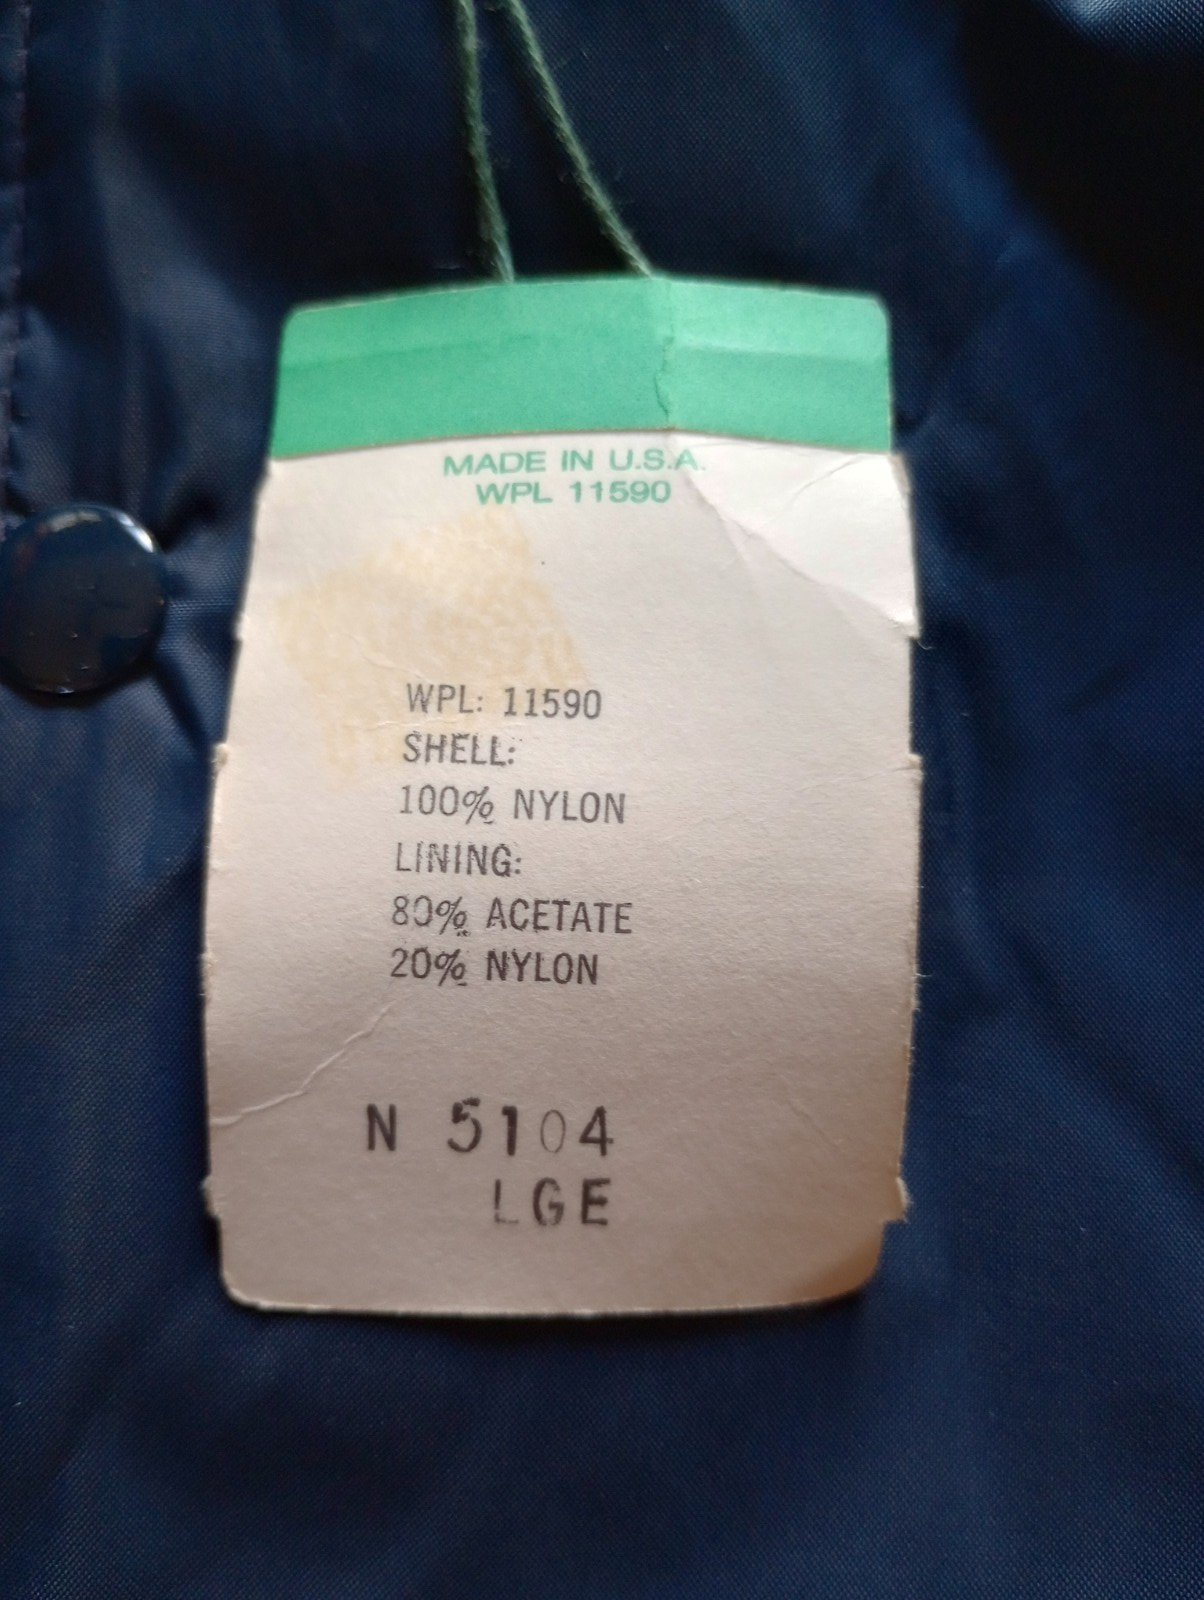 MADE IN U.S.A.
WPL 11590
WPL: 11590
SHELL:
100% NYLON
LINING:
80% ACETATE
20% NYLON
N 5104
LGE